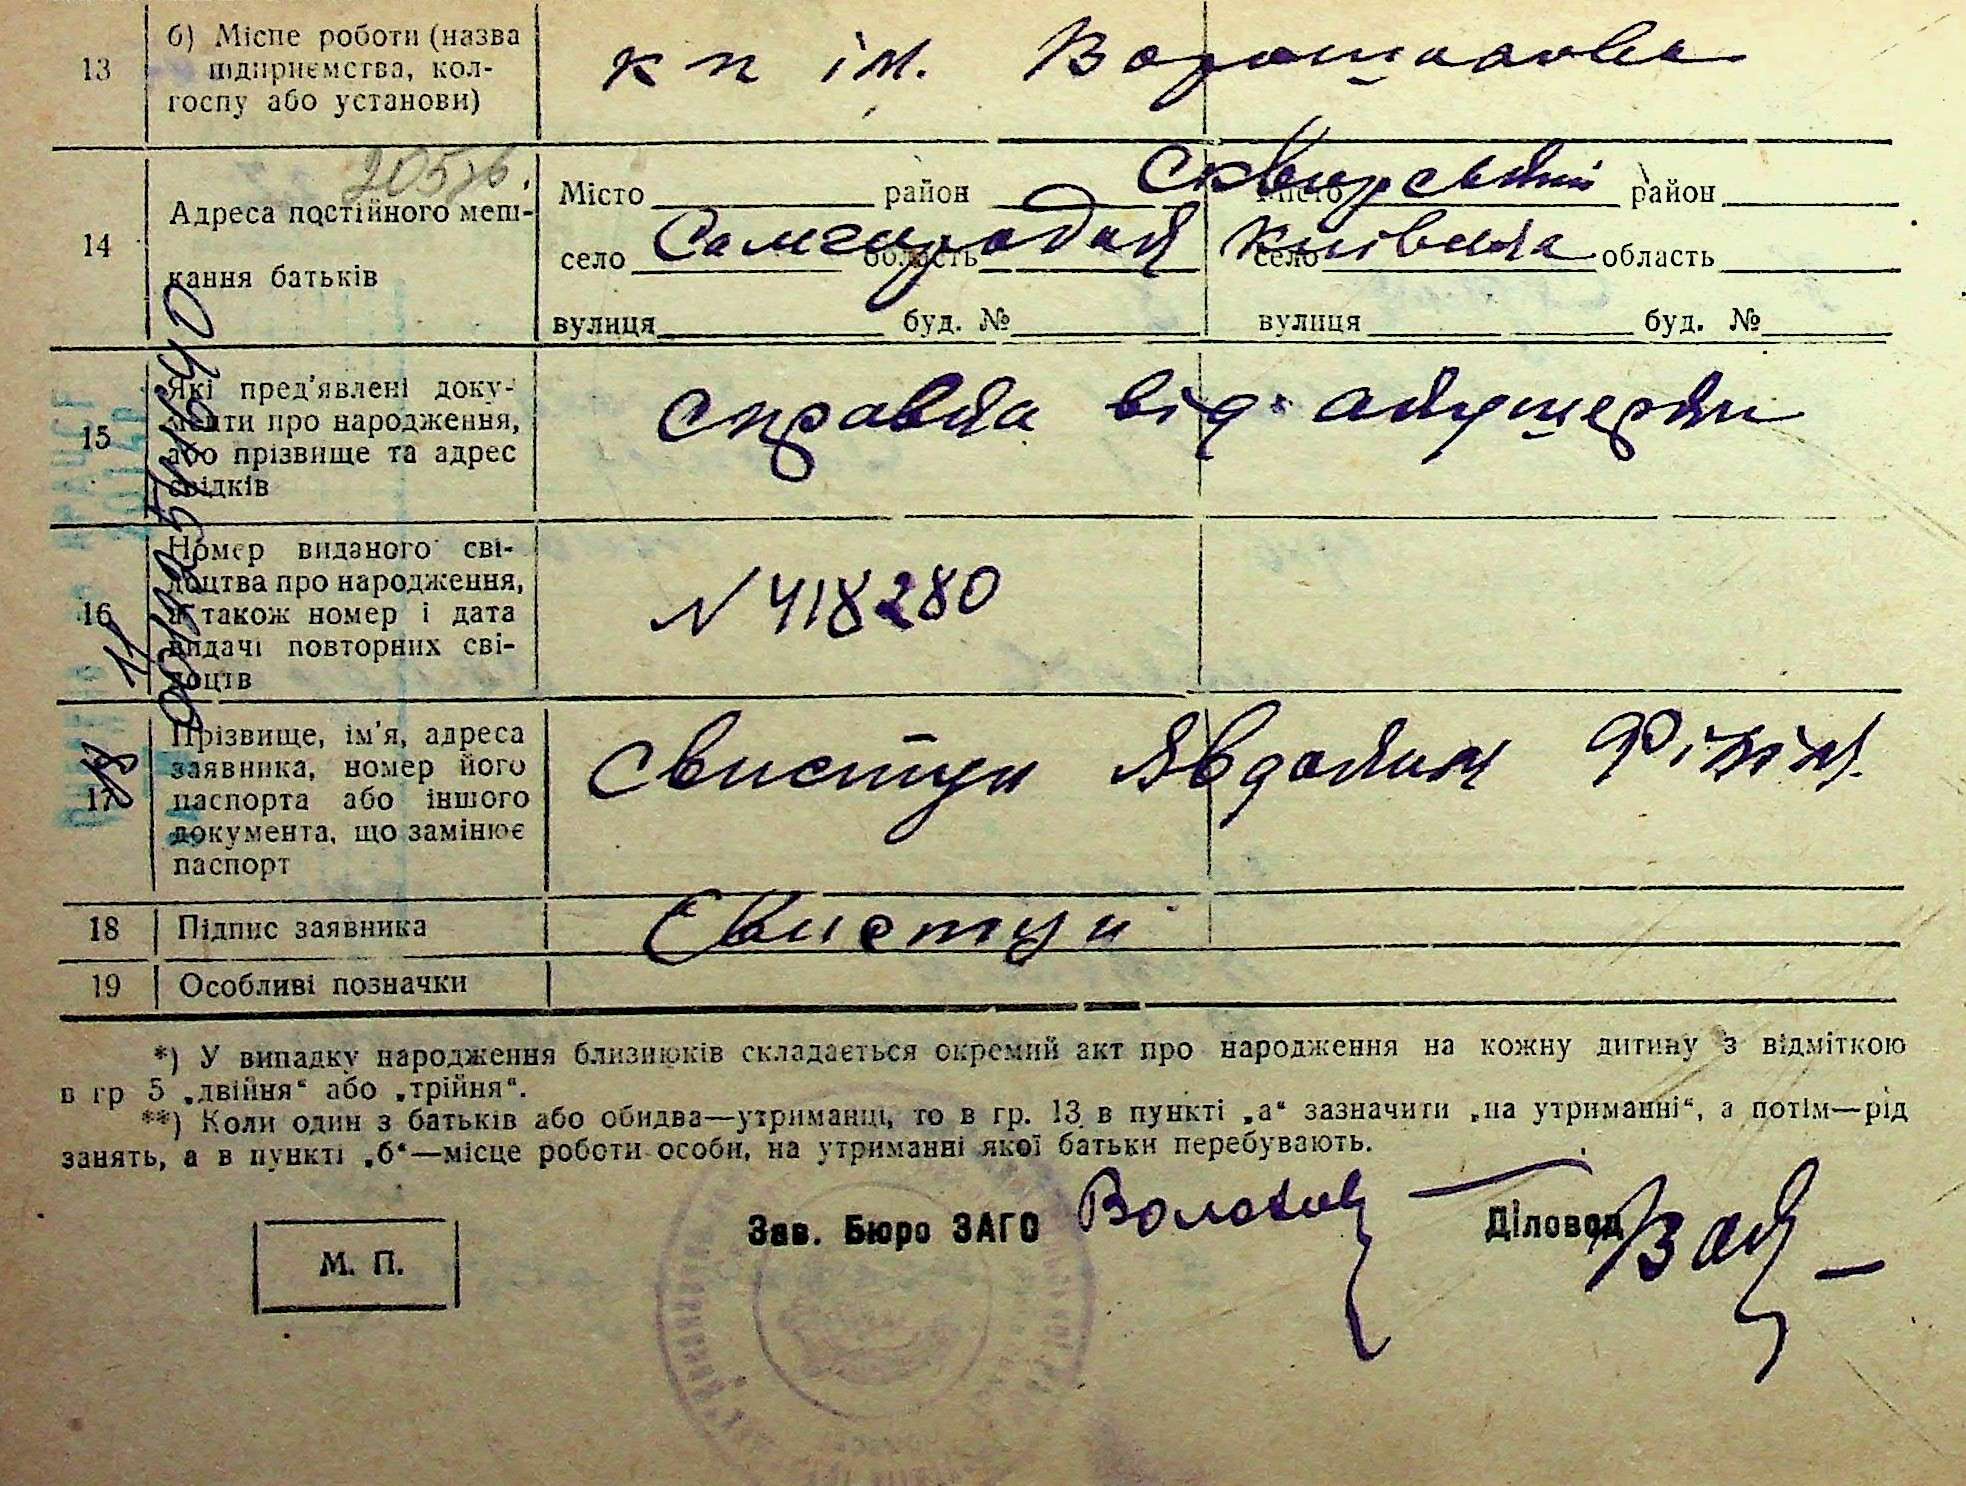 13
б) Місце роботи (назва
підприємства, кол-
госпу або установи)
кп ім. Ворошилова
14
205зб.
Адреса постійного меш-
кання батьків
Місто район Сквирський Місто район
село Самгородок область Київська село область
вулиця буд. № вулиця буд. №
15
Які пред'явлені доку-
менти про народження,
або прізвище та адрес
свідків
справка від акушерки
16
Номер виданого сві-
доцтва про народження,
а також номер і дата
видачі повторних сві-
доцтв
N 418280
17
Прізвище, ім'я, адреса
заявника, номер його
паспорта або іншого
документа, що замінює
паспорт
Свистун Явдоким
18
Підпис заявника
Свистун
19
Особливі позначки
*) У випадку народження близнюків складається окремий акт про народження на кожну дитину з відміткою
в гр 5 „двійня“ або „трійня“.
**) Коли один з батьків або обидва—утриманці, то в гр. 13 в пункті „а“ зазначити „на утриманні“, а потім—рід
занять, а в пункті „б“—місце роботи особи, на утриманні якої батьки перебувають.
М. П.
Зав. Бюро ЗАГС
Діловод